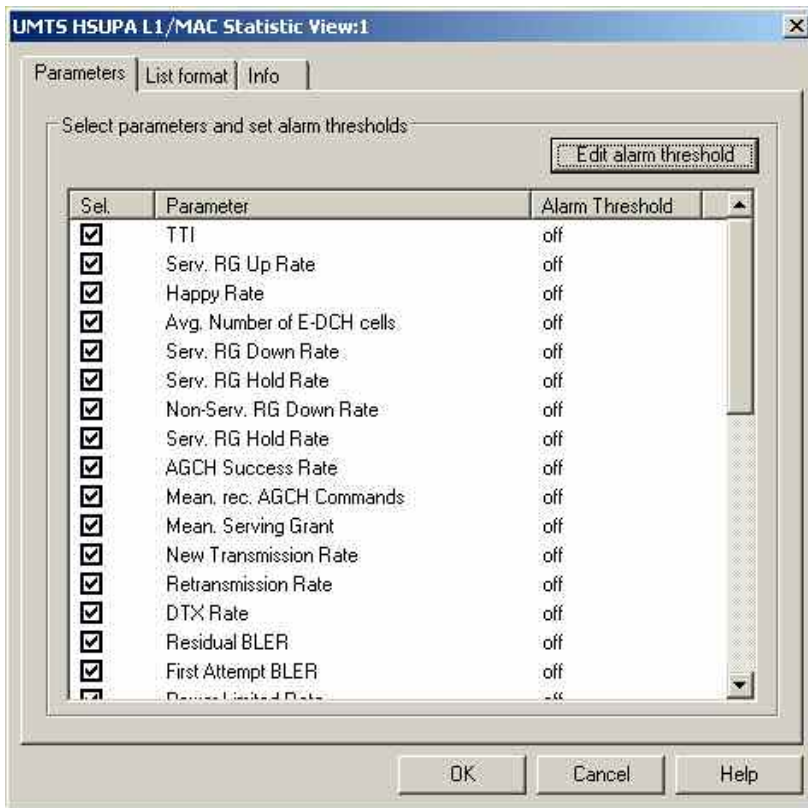 UMTS HSUPA L1/MAC Statistic View:1
Parameters List format Info
Select parameters and set alarm thresholds
Edit alarm threshold
Sel. Parameter Alarm Threshold
TTI off
Serv. RG Up Rate off
Happy Rate off
Avg. Number of E-DCH cells off
Serv. RG Down Rate off
Serv. RG Hold Rate off
Non-Serv. RG Down Rate off
Serv. RG Hold Rate off
AGCH Success Rate off
Mean. rec. AGCH Commands off
Mean. Serving Grant off
New Transmission Rate off
Retransmission Rate off
DTX Rate off
Residual BLER off
First Attempt BLER off
Power Limited Rate off
OK Cancel Help